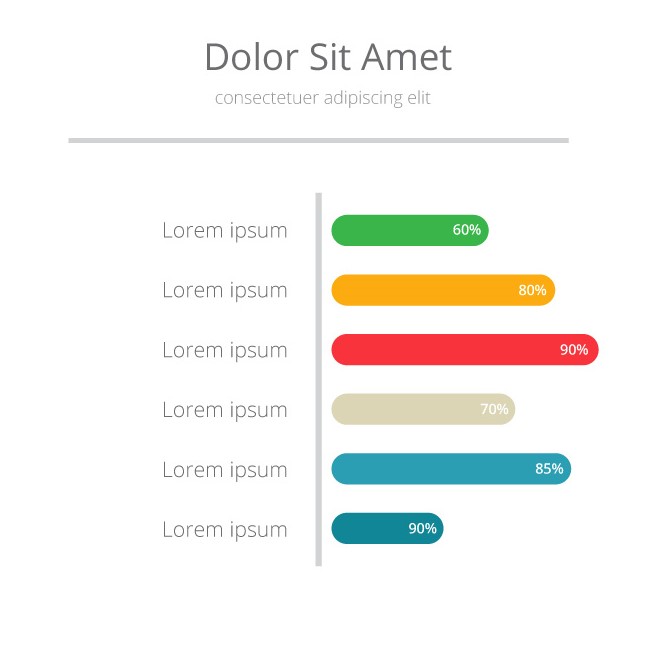 Dolor Sit Amet
consectetuer adipiscing elit
Lorem ipsum 60%
Lorem ipsum 80%
Lorem ipsum 90%
Lorem ipsum 70%
Lorem ipsum 85%
Lorem ipsum 90%